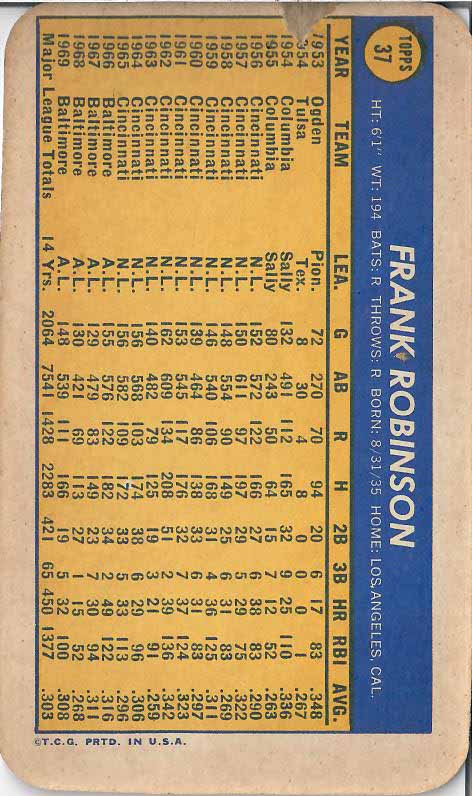 TOPPS
37
FRANK ROBINSON
HT: 6'1" WT: 194 BATS: R THROWS: R BORN: 8/31/35 HOME: LOS ANGELES, CAL.
YEAR TEAM LEA G AB R H 2B 3B HR RBI AVG.
1953 Ogden Pion. 72 270 70 94 20 6 17 83 .348
954 Tulsa Tex. 8 30 4 8 0 0 0 1 .267
1954 Columbia Sally 132 491 112 165 32 9 25 110 .336
1955 Columbia Sally 80 243 50 64 15 7 12 52 .263
1956 Cincinnati N.L. 152 572 122 166 27 6 38 83 .290
1957 Cincinnati N.L. 150 611 97 197 29 5 29 75 .322
1958 Cincinnati N.L. 148 554 90 149 25 6 31 83 .269
1959 Cincinnati N.L. 146 540 106 168 31 4 36 125 .311
1960 Cincinnati N.L. 139 464 86 138 33 6 31 83 .297
1961 Cincinnati N.L. 153 545 117 176 32 7 37 124 .323
1962 Cincinnati N.L. 162 609 134 208 51 2 39 136 .342
1963 Cincinnati N.L. 140 482 79 125 19 3 21 91 .259
1964 Cincinnati N.L. 156 568 103 174 38 6 29 96 .306
1965 Cincinnati N.L. 156 582 109 172 33 5 33 113 .296
1966 Baltimore A.L. 155 576 122 182 34 2 49 122 .316
1967 Baltimore A.L. 129 479 83 149 23 7 30 94 .311
1968 Baltimore A.L. 130 421 69 113 27 1 15 52 .268
1969 Baltimore A.L. 148 539 111 166 19 5 32 100 .308
Major League Totals 14 Yrs. 2064 7541 1428 2283 421 65 450 1377 .303
©T.C.G. PRTD. IN U.S.A.